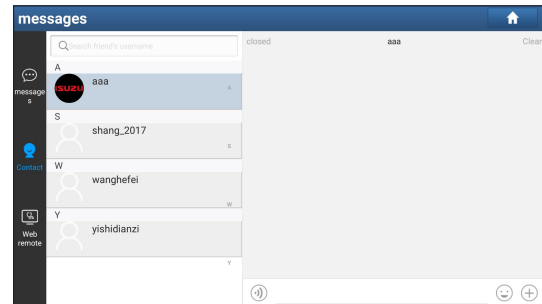 messages
Search friend's username
closed
aaa
Clear
A
ISUZU
aaa
A
message
s
S
shang_2017
S
Contact
W
wanghefei
W
Web
remote
Y
yishidianzi
Y